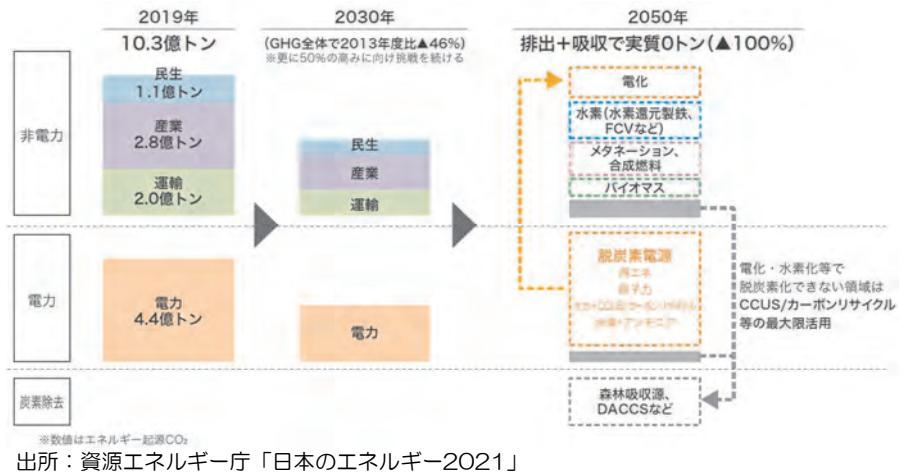 2019年
2030年
2050年
10.3億トン
(GHG全体で2013年度比▲46%)
※更に50%の高みに向け挑戦を続ける
排出＋吸収で実質0トン(▲100%)
非電力
民生
1.1億トン
産業
2.8億トン
運輸
2.0億トン
民生
産業
運輸
電化
水素(水素還元製鉄、
FCVなど)
メタネーション、
合成燃料
バイオマス
電力
電力
4.4億トン
電力
脱炭素電源
再エネ
原子力
火力+CCUS/カーボンリサイクル
水素・アンモニア
電化・水素化等で
脱炭素化できない領域は
CCUS/カーボンリサイクル
等の最大限活用
炭素除去
森林吸収源、
DACCSなど
※数値はエネルギー起源CO₂
出所：資源エネルギー庁「日本のエネルギー2021」